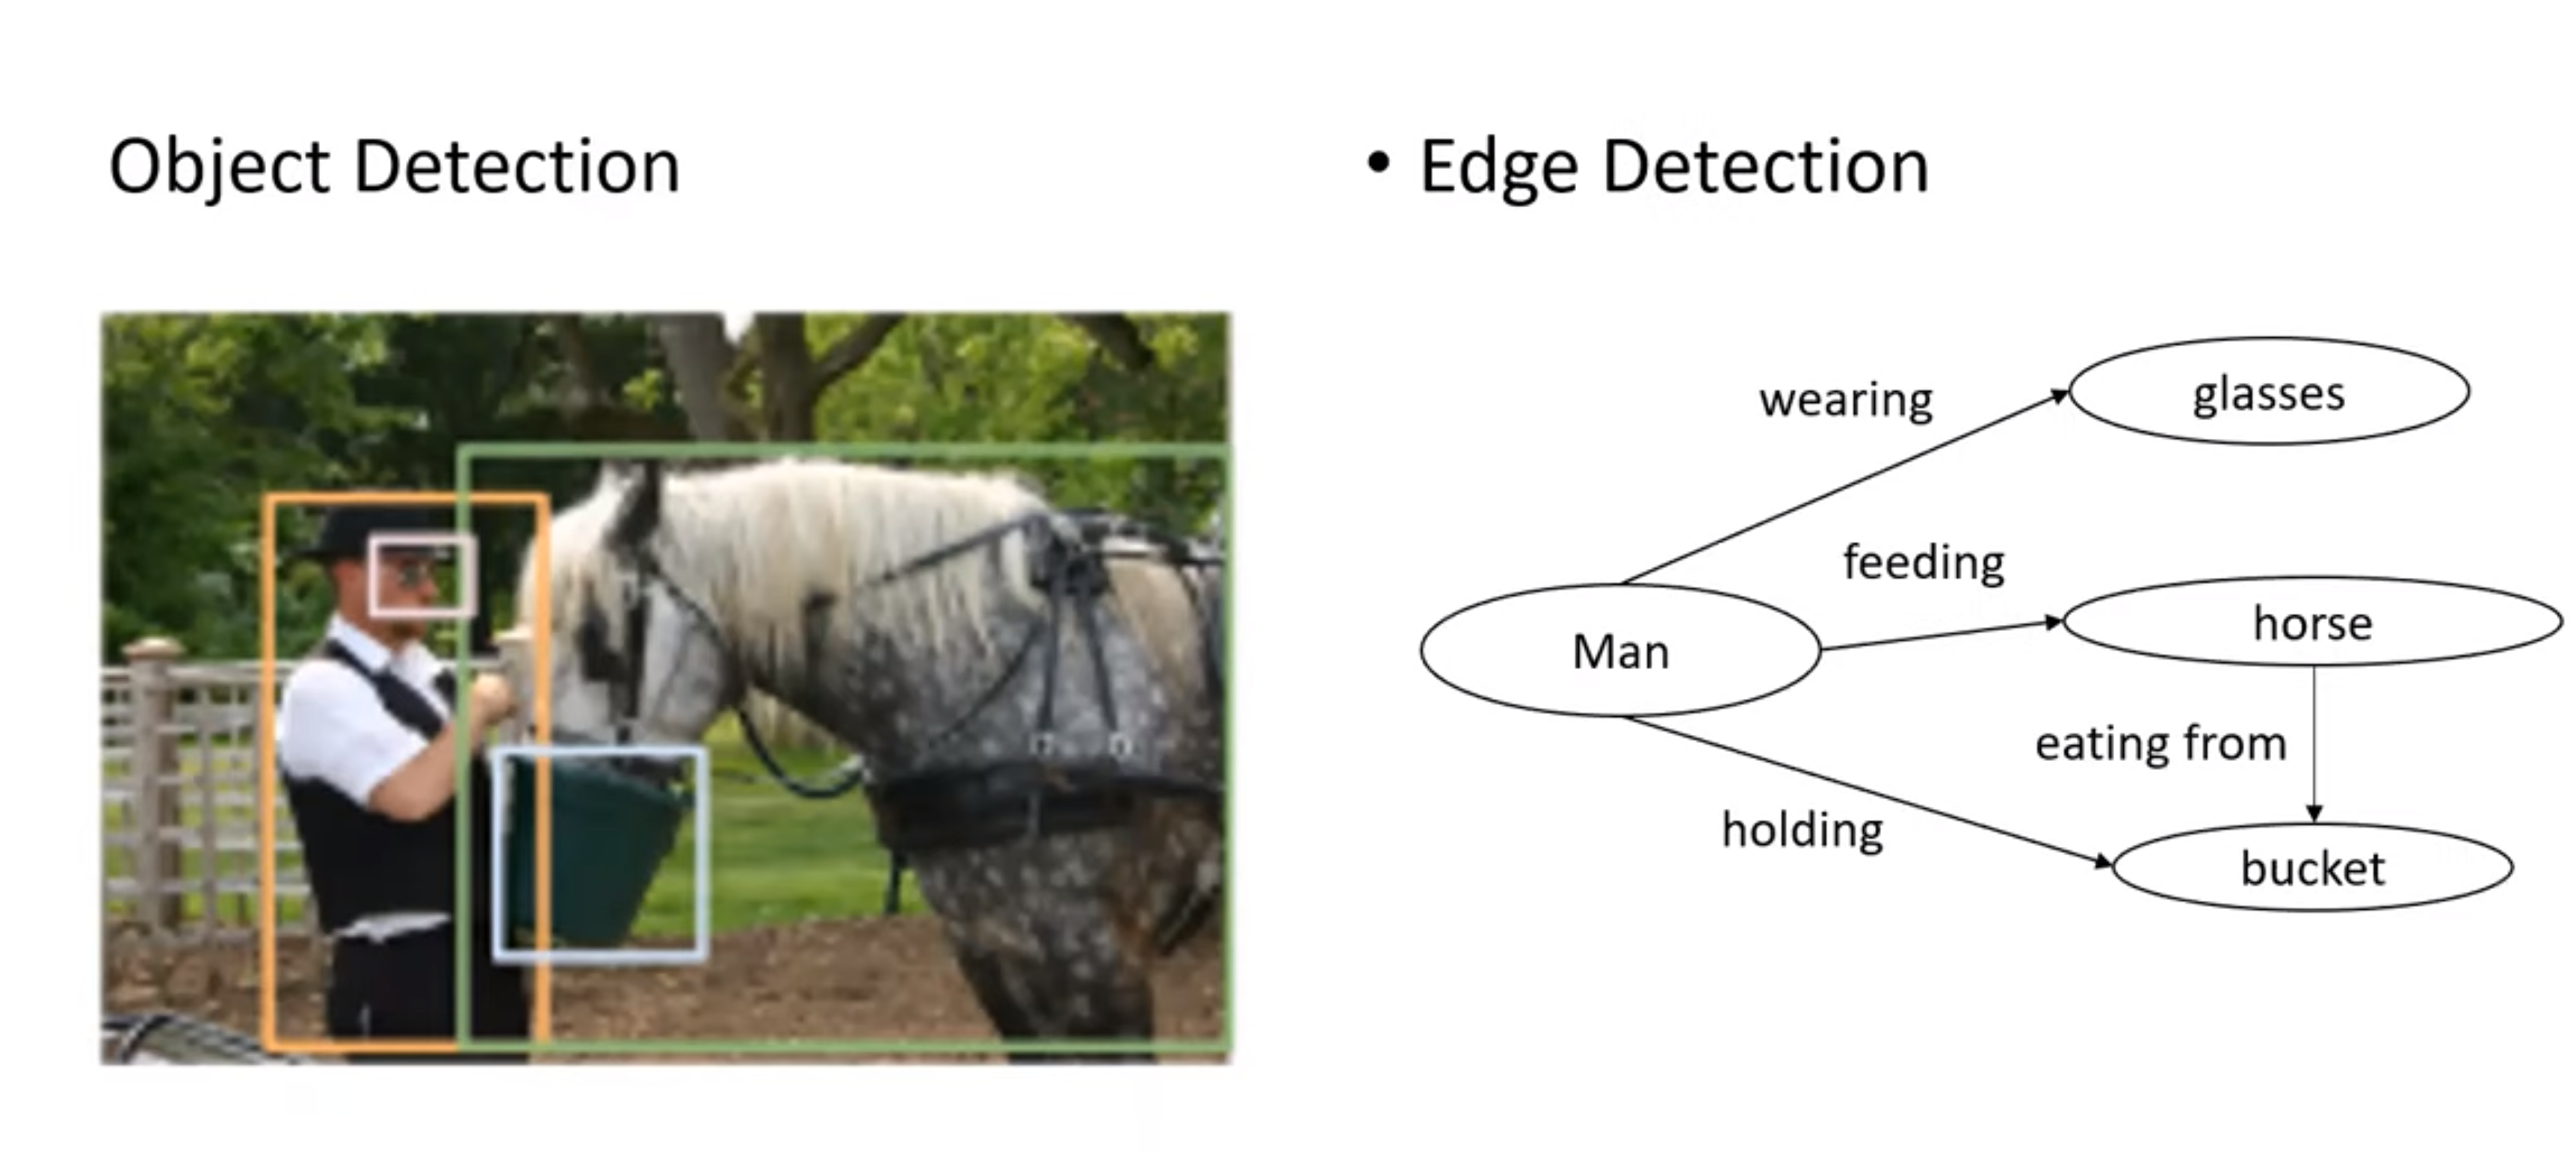 Object Detection
• Edge Detection
wearing
glasses
feeding
Man
horse
eating from
holding
bucket